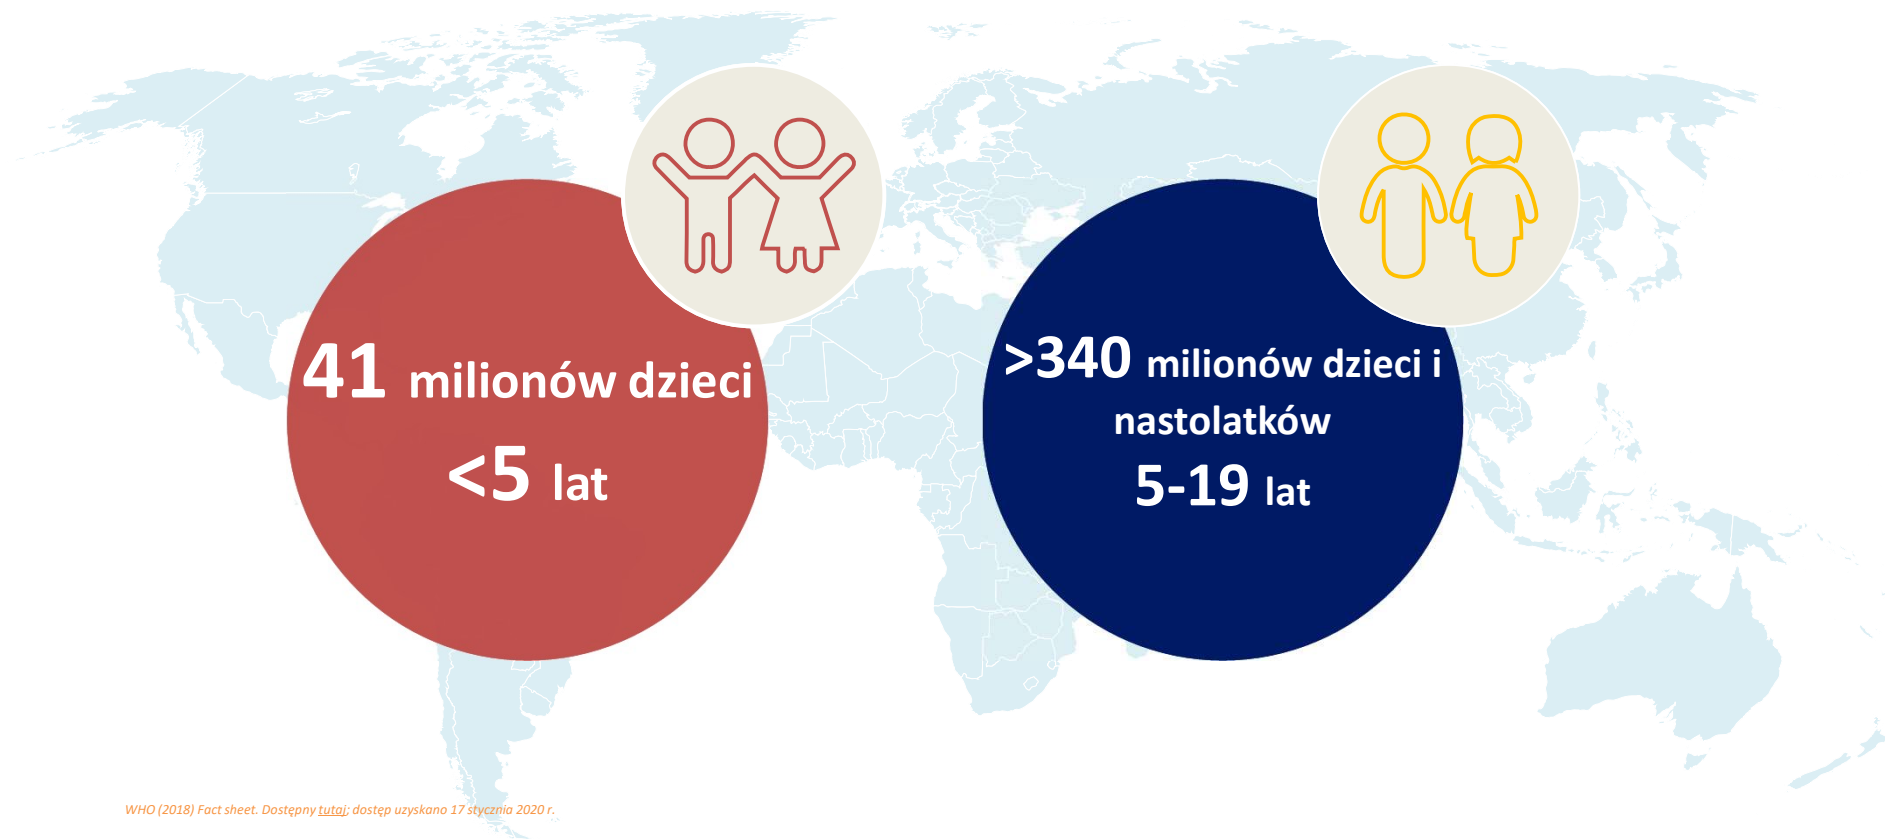 41 milionów dzieci
<5 lat
>340 milionów dzieci i
nastolatków
5-19 lat
WHO (2018) Fact sheet. Dostępny tutaj; dostęp uzyskano 17 stycznia 2020 r.